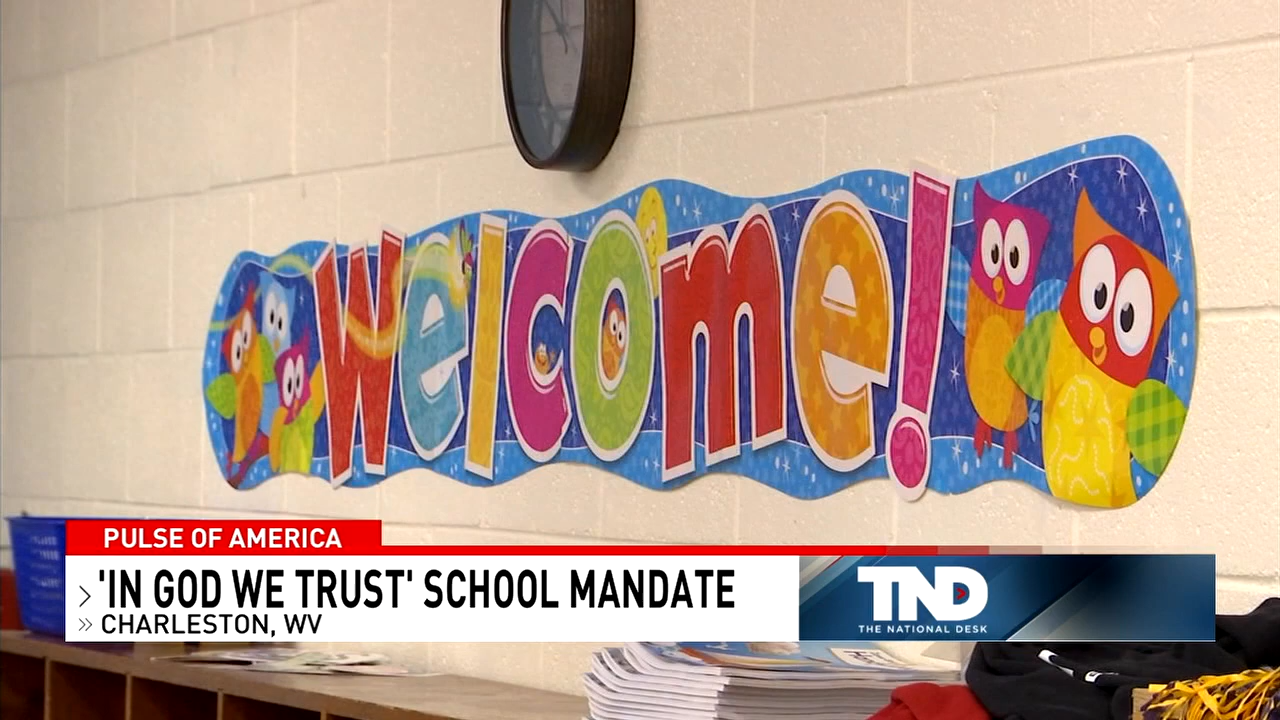 Welcome!
PULSE OF AMERICA
'IN GOD WE TRUST' SCHOOL MANDATE
CHARLESTON, WV
TND
THE NATIONAL DESK